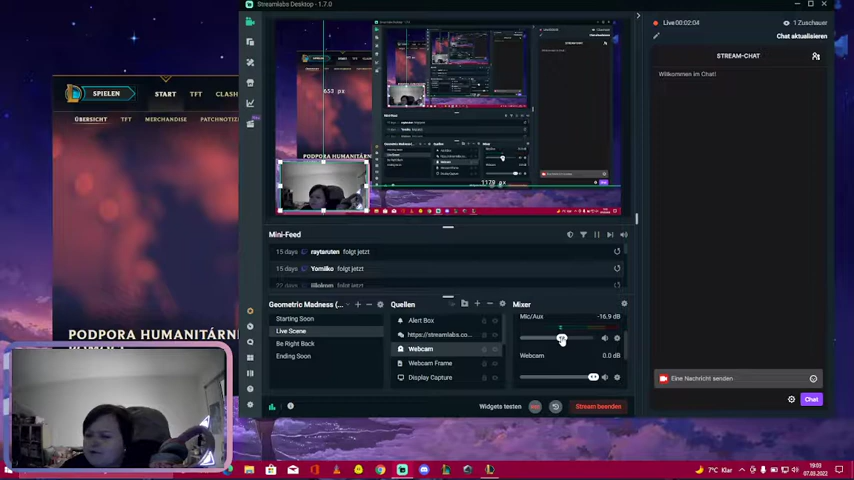 Streamlabs Desktop - 1.7.0
Live 00:02:04
1 Zuschauer
Chat aktualisieren
STREAM-CHAT
Willkommen im Chat!
SPIELEN
START
TFT
CLASH
ÜBERSICHT
TFT
MERCHANDISE
PATCHNOTIZ
653 px
1179 px
PODPORA HUMANITÁR
PODPORA HUMANITÁRN
Mini-Feed
15 days
raytaruten folgt jetzt
15 days
Yomiiko folgt jetzt
Geometric Madness (...
Starting Soon
Live Scene
Be Right Back
Ending Soon
Quellen
Alert Box
https://streamlabs.co...
Webcam
Webcam Frame
Display Capture
Mixer
Mic/Aux
-16.9 dB
Webcam
0.0 dB
Widgets testen
REC
Stream beenden
Eine Nachricht senden
Chat
7°C Klar
19:03
07.03.2022